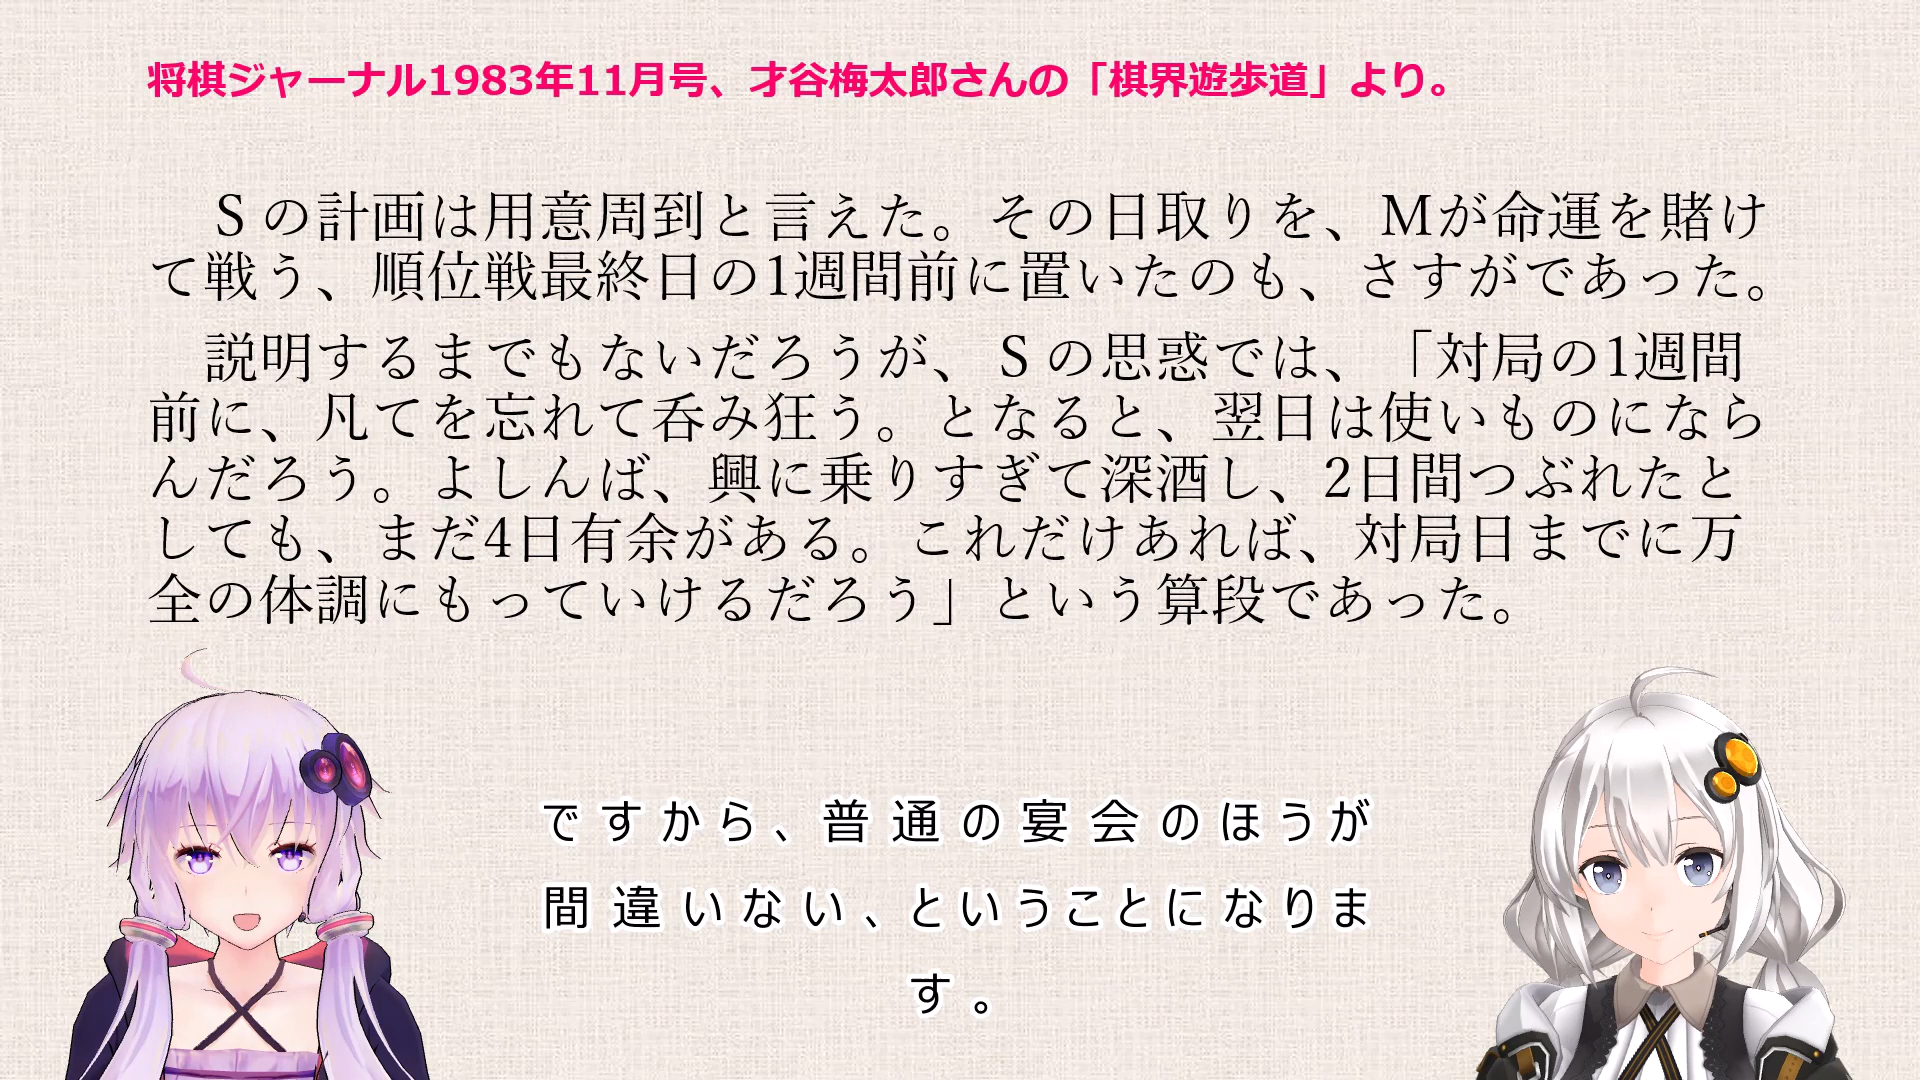 将棋ジャーナル1983年11月号、才谷梅太郎さんの「棋界遊歩道」より。
　Ｓの計画は用意周到と言えた。その日取りを、Ｍが命運を賭け
て戦う、順位戦最終日の1週間前に置いたのも、さすがであった。
　説明するまでもないだろうが、Ｓの思惑では、「対局の1週間
前に、凡てを忘れて呑み狂う。となると、翌日は使いものになら
んだろう。よしんば、興に乗りすぎて深酒し、2日間つぶれたと
しても、まだ4日有余がある。これだけあれば、対局日までに万
全の体調にもっていけるだろう」という算段であった。
ですから、普通の宴会のほうが
間違いない、ということになりま
す。